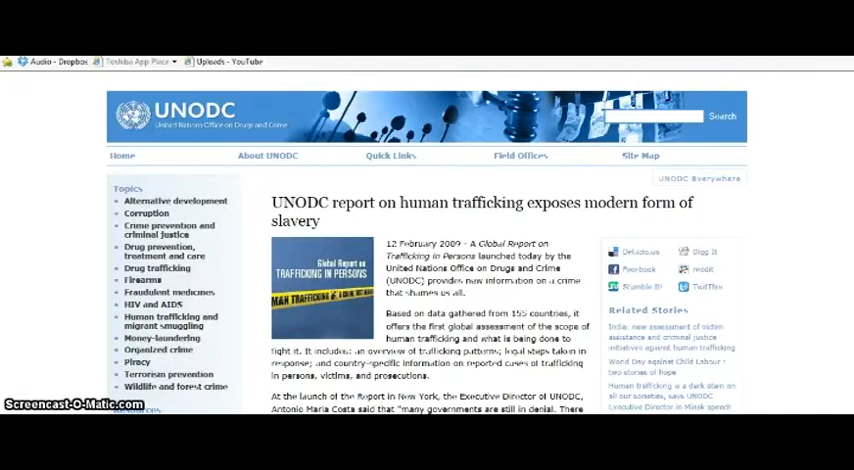 Audio - Dropbox Toshiba App Place Uploads - YouTube
UNODC
United Nations Office on Drugs and Crime
Search
Home About UNODC Quick Links Field Offices Site Map
UNODC Everywhere
Topics
Alternative development
Corruption
Crime prevention and
criminal justice
Drug prevention,
treatment and care
Drug trafficking
Firearms
Fraudulent medicines
HIV and AIDS
Human trafficking and
migrant smuggling
Money-laundering
Organized crime
Piracy
Terrorism prevention
Wildlife and forest crime
Resources
UNODC report on human trafficking exposes modern form of
slavery
Global Report on
TRAFFICKING IN PERSONS
MAN TRAFFICKING A CRIME THAT
12 February 2009 - A Global Report on
Trafficking in Persons launched today by the
United Nations Office on Drugs and Crime
(UNODC) provides new information on a crime
that shames us all.
Based on data gathered from 155 countries, it
offers the first global assessment of the scope of
human trafficking and what is being done to
fight it. It includes: an overview of trafficking patterns; legal steps taken in
response; and country-specific information on reported cases of trafficking
in persons, victims, and prosecutions.
At the launch of the Report in New York, the Executive Director of UNODC,
Antonio Maria Costa said that "many governments are still in denial. There
Del.icio.us Digg It
Facebook reddit
Stumble It! TwitThis
Related Stories
India: new assessment of victim
assistance and criminal justice
initiatives against human trafficking
World Day against Child Labour:
two stories of hope
Human trafficking is a dark stain on
all our societies, says UNODC
Executive Director in Minsk speech
Screencast-O-Matic.com